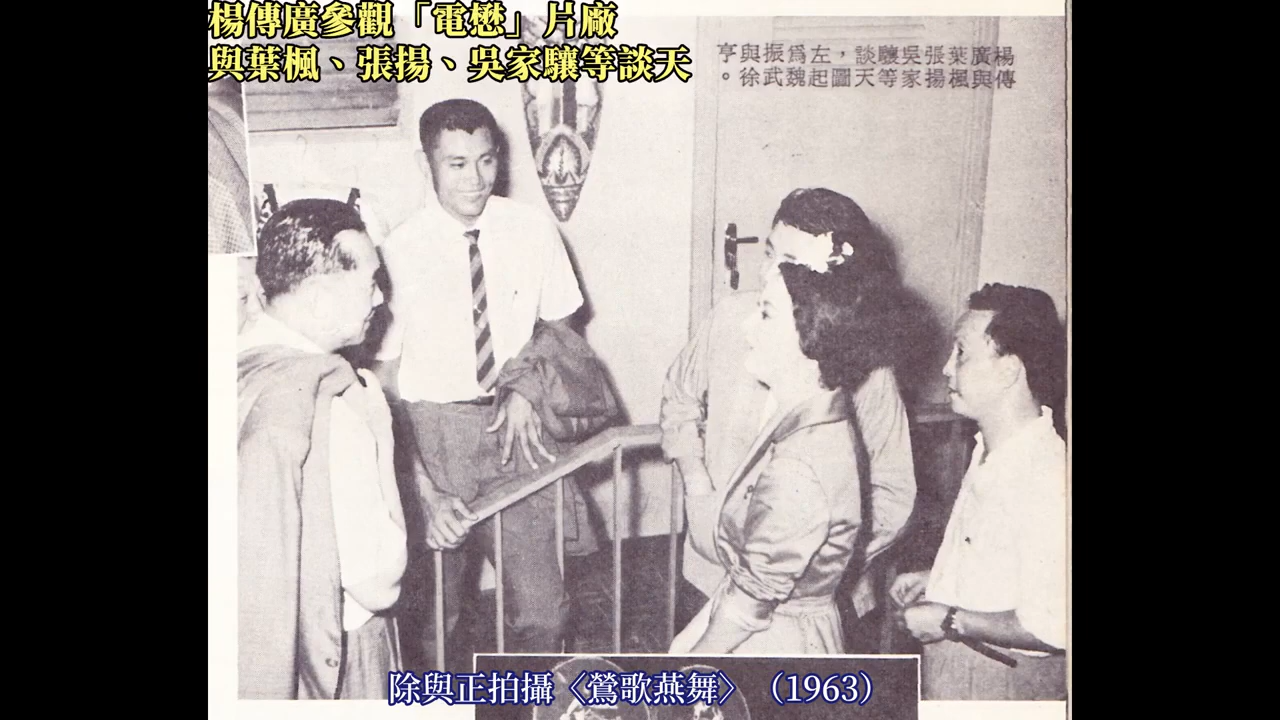 楊傳廣參觀「電懋」片廠
與葉楓、張揚、吳家驤等談天
楊傳
廣與
葉楓
張揚
吳家
驤等
談天
，圖
左起
爲魏
振武
與徐
亨。
除與正拍攝〈鶯歌燕舞〉（1963）